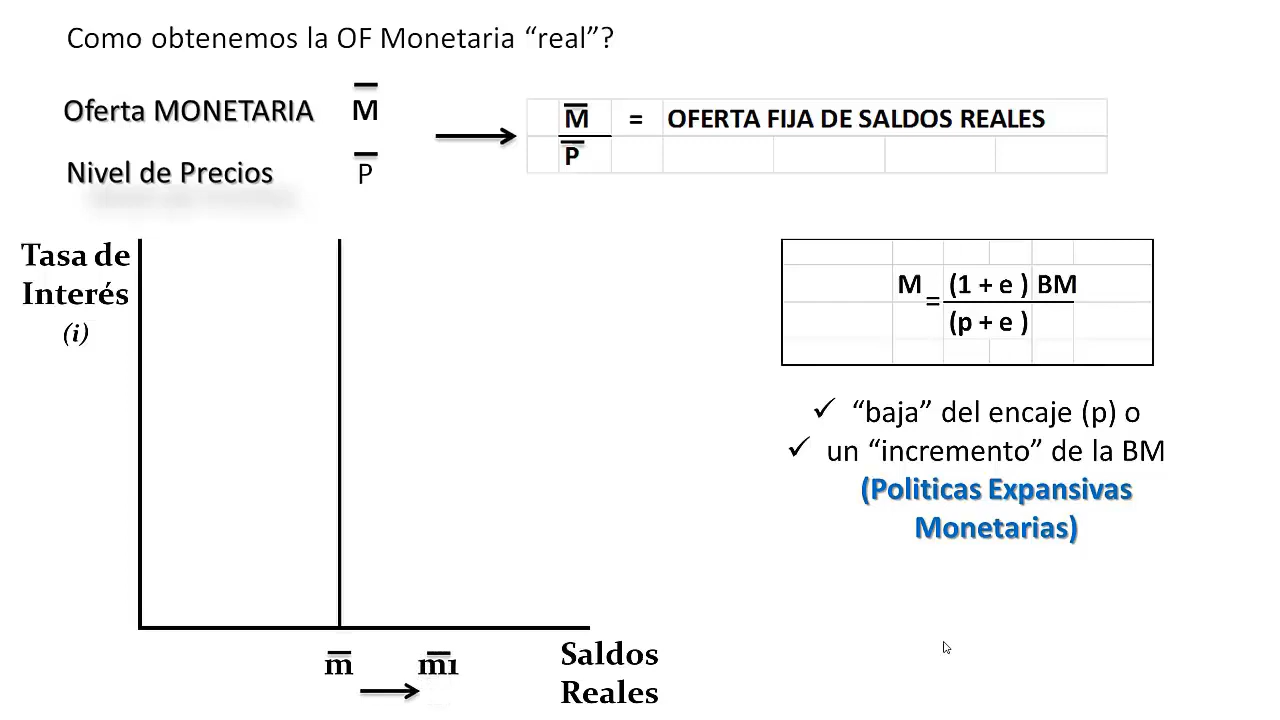 Como obtenemos la OF Monetaria “real”?
Oferta MONETARIA M̅
Nivel de Precios P̅
M̅ = OFERTA FIJA DE SALDOS REALES
P̅
Tasa de
Interés
(i)
M = (1 + e ) BM
(p + e )
✓ “baja” del encaje (p) o
✓ un “incremento” de la BM
(Politicas Expansivas
Monetarias)
m̅ m̅1
Saldos
Reales